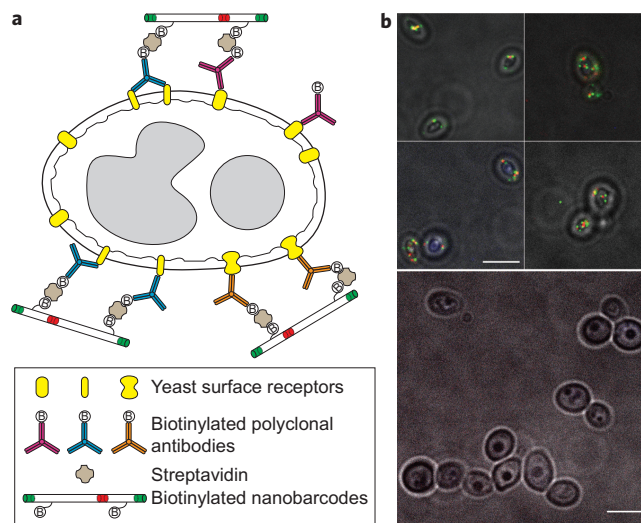 a
b
B B
B B
B
B B
B B
B B
B B
Yeast surface receptors
B B B
Biotinylated polyclonal
antibodies
Streptavidin
Biotinylated nanobarcodes
B B